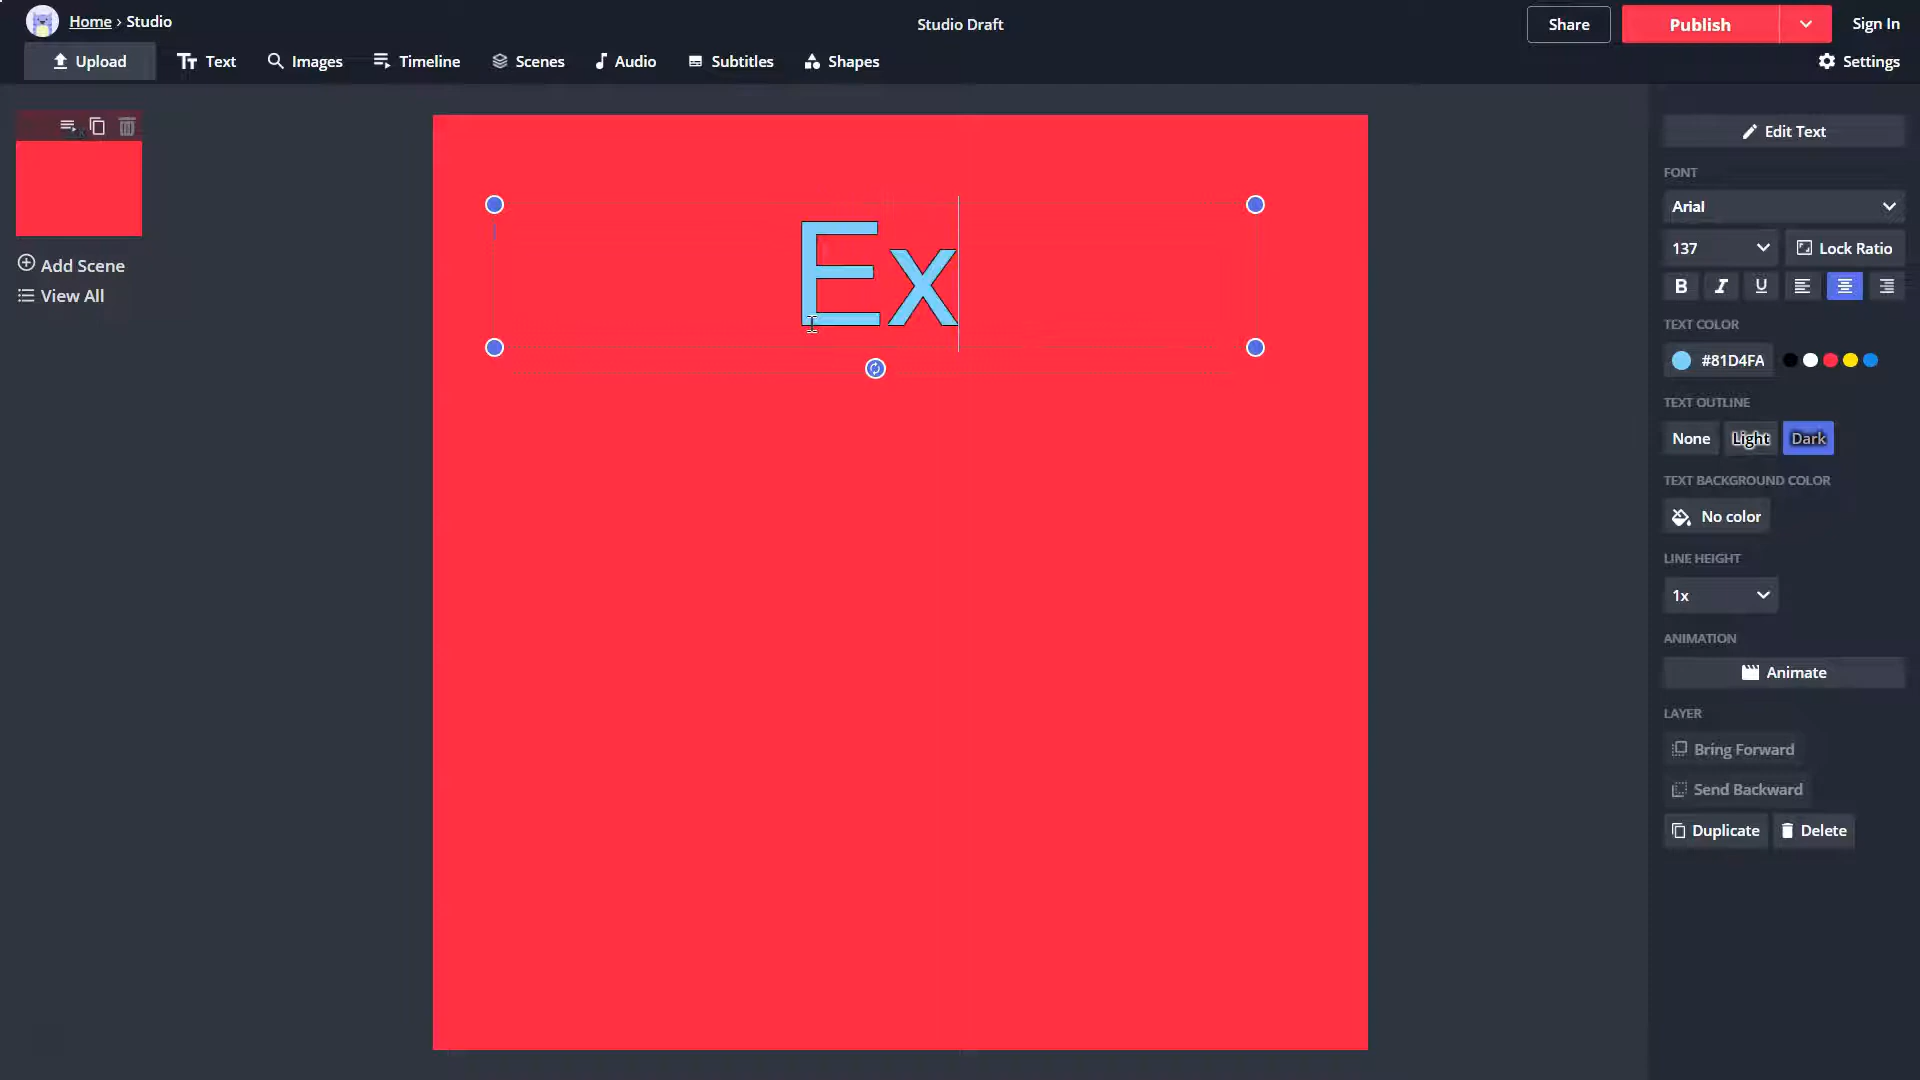 Home › Studio
Studio Draft
Share
Publish
Sign In
Upload
Text
Images
Timeline
Scenes
Audio
Subtitles
Shapes
Settings
Add Scene
View All
Ex
Edit Text
FONT
Arial
137
Lock Ratio
B I U
TEXT COLOR
#81D4FA
TEXT OUTLINE
None Light Dark
TEXT BACKGROUND COLOR
No color
LINE HEIGHT
1x
ANIMATION
Animate
LAYER
Bring Forward
Send Backward
Duplicate
Delete